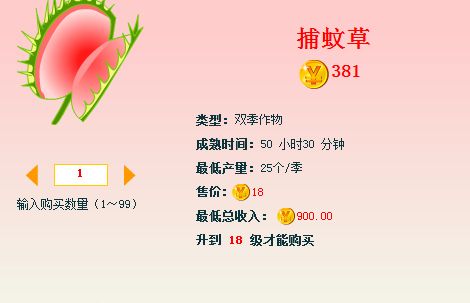 捕蚊草
381
类型：双季作物
成熟时间：50 小时30 分钟
最低产量：25个/季
售价：18
最低总收入：900.00
升到 18 级才能购买
1
输入购买数量（1～99）